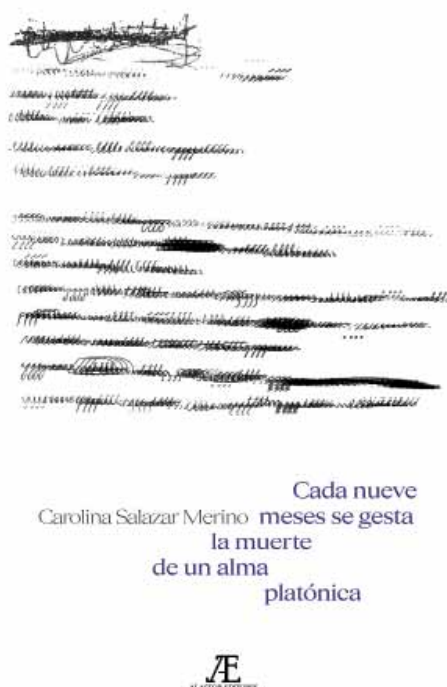 Cada nueve
Carolina Salazar Merino meses se gesta
la muerte
de un alma
platónica
Æ